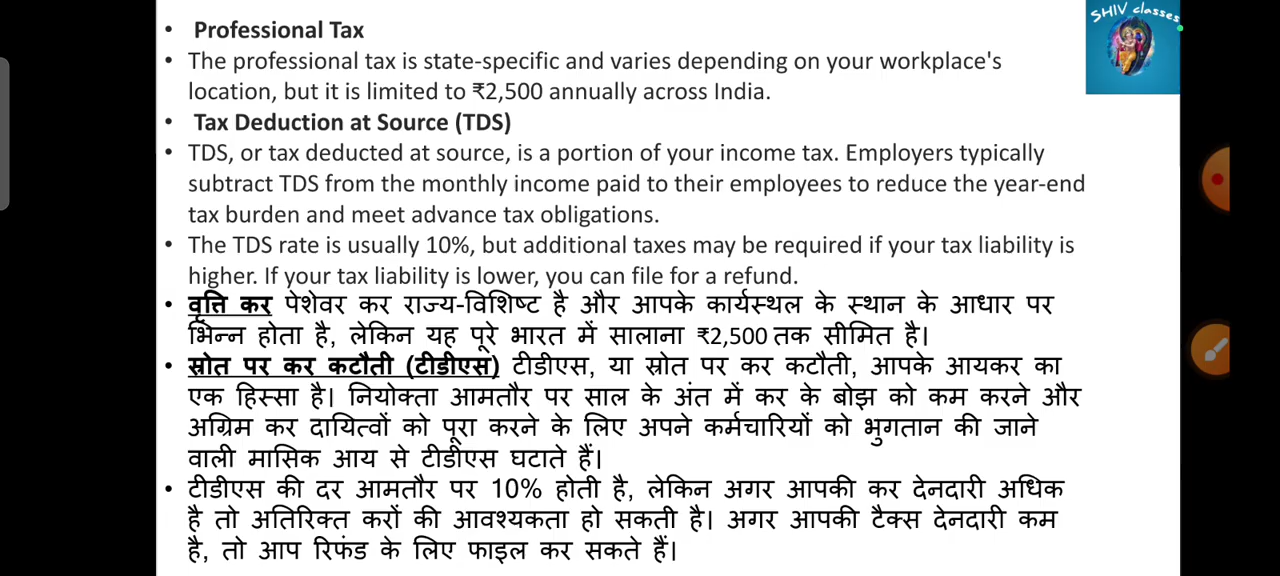 SHIV classes
• Professional Tax
• The professional tax is state-specific and varies depending on your workplace's
location, but it is limited to ₹2,500 annually across India.
• Tax Deduction at Source (TDS)
• TDS, or tax deducted at source, is a portion of your income tax. Employers typically
subtract TDS from the monthly income paid to their employees to reduce the year-end
tax burden and meet advance tax obligations.
• The TDS rate is usually 10%, but additional taxes may be required if your tax liability is
higher. If your tax liability is lower, you can file for a refund.
• वृत्ति कर पेशेवर कर राज्य-विशिष्ट है और आपके कार्यस्थल के स्थान के आधार पर
भिन्न होता है, लेकिन यह पूरे भारत में सालाना ₹2,500 तक सीमित है।
• स्रोत पर कर कटौती (टीडीएस) टीडीएस, या स्रोत पर कर कटौती, आपके आयकर का
एक हिस्सा है। नियोक्ता आमतौर पर साल के अंत में कर के बोझ को कम करने और
अग्रिम कर दायित्वों को पूरा करने के लिए अपने कर्मचारियों को भुगतान की जाने
वाली मासिक आय से टीडीएस घटाते हैं।
• टीडीएस की दर आमतौर पर 10% होती है, लेकिन अगर आपकी कर देनदारी अधिक
है तो अतिरिक्त करों की आवश्यकता हो सकती है। अगर आपकी टैक्स देनदारी कम
है, तो आप रिफंड के लिए फाइल कर सकते हैं।